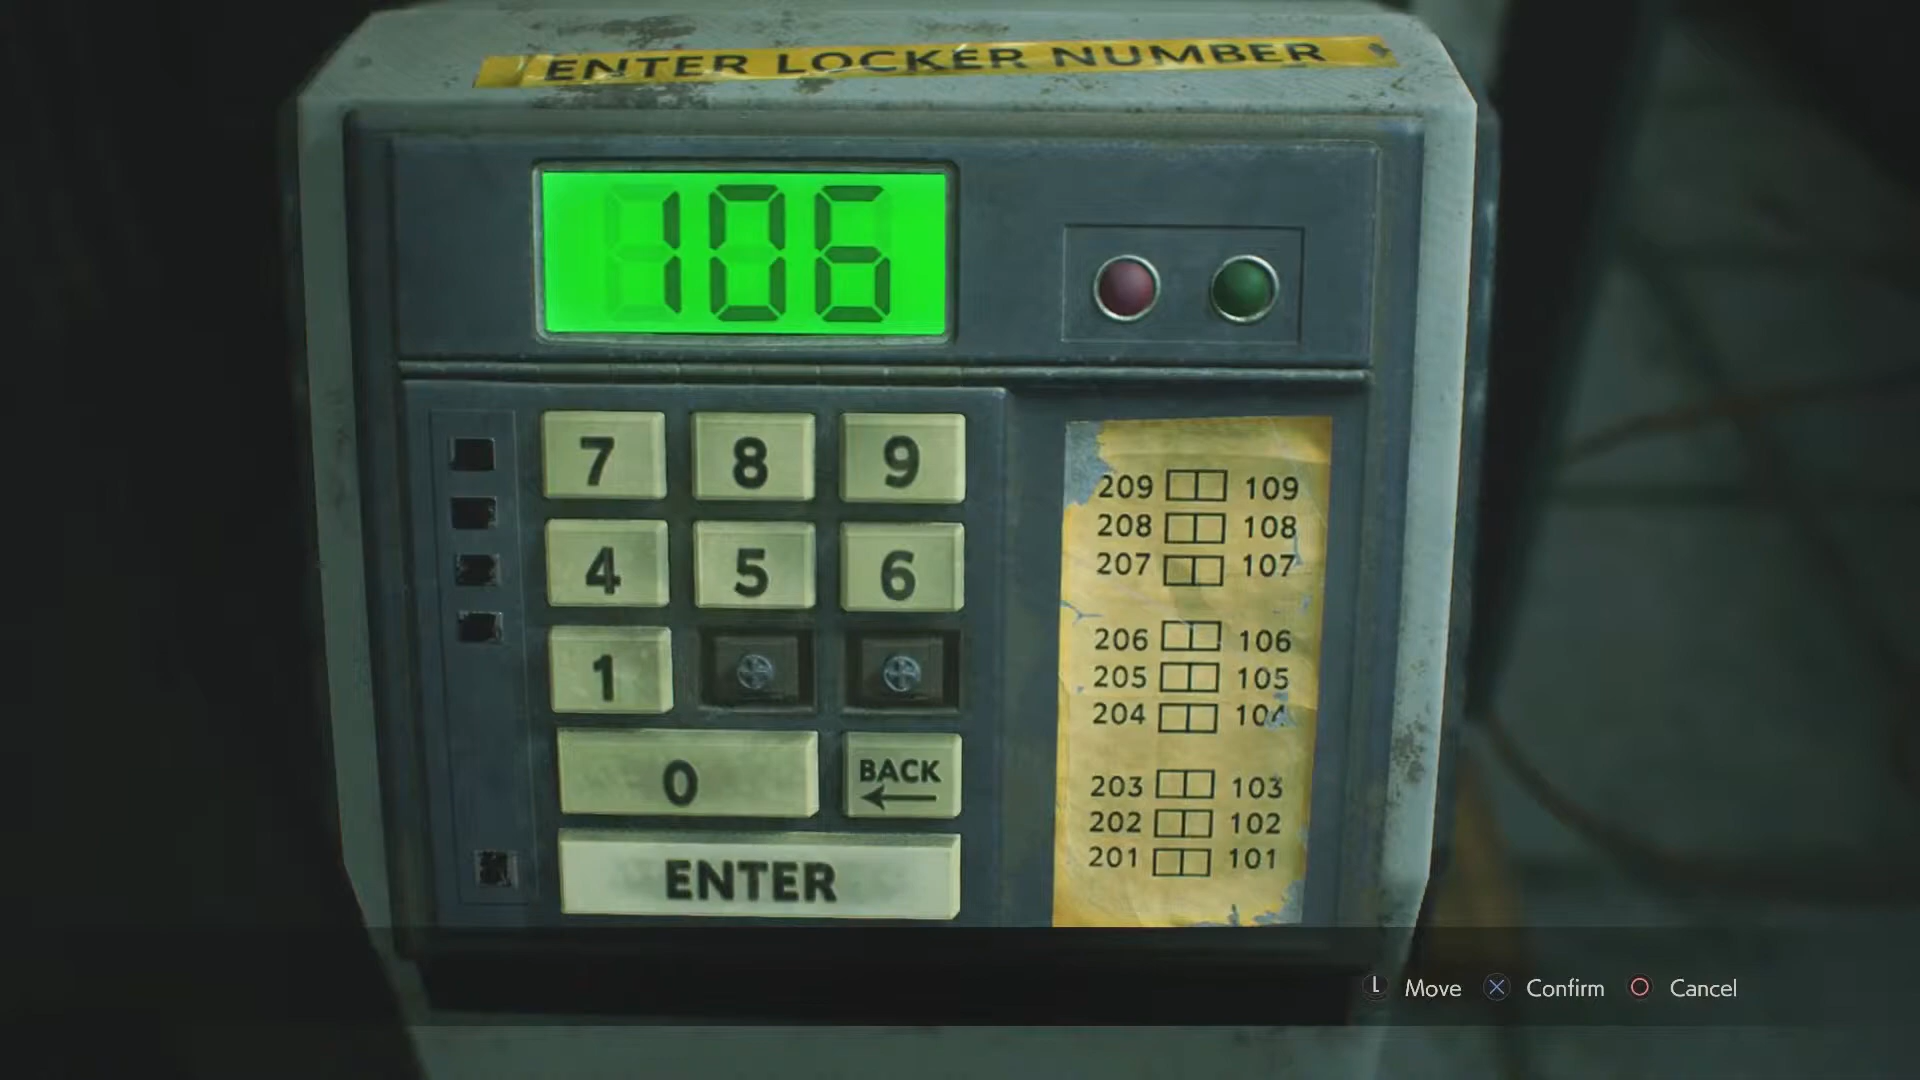 ENTER LOCKER NUMBER
106
7 8 9
4 5 6
1
0 BACK
ENTER
209 109
208 108
207 107
206 106
205 105
204 104
203 103
202 102
201 101
L Move Confirm Cancel